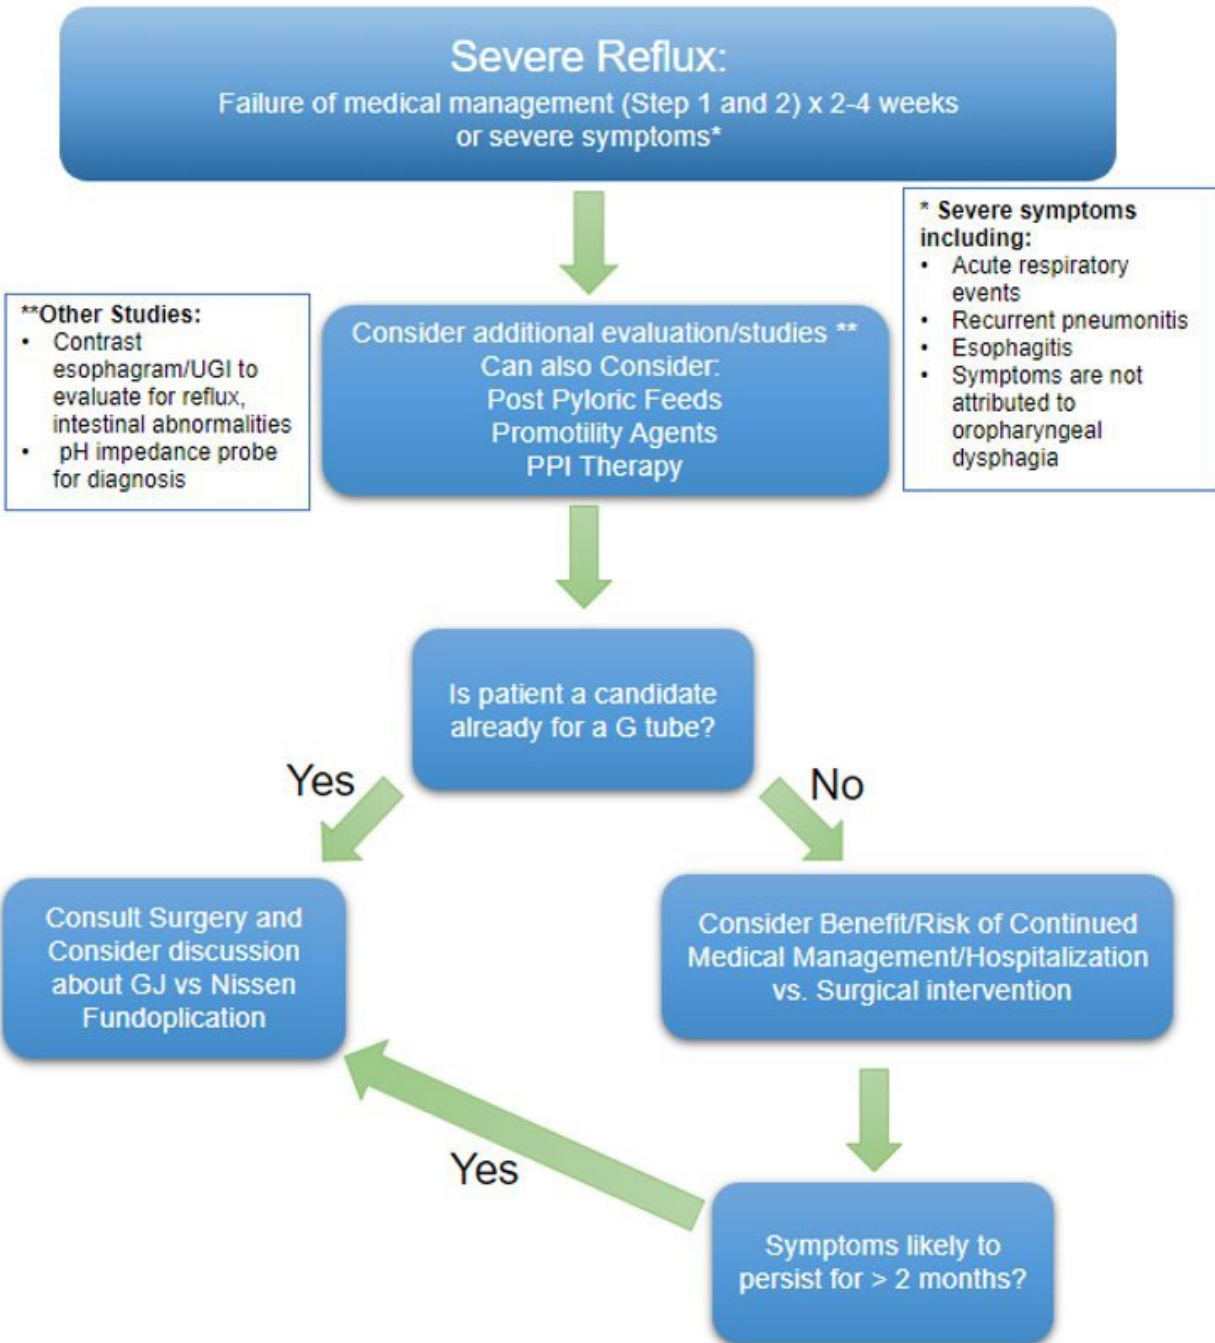 Severe Reflux:
Failure of medical management (Step 1 and 2) x 2-4 weeks
or severe symptoms*
* Severe symptoms
including:
• Acute respiratory
events
• Recurrent pneumonitis
• Esophagitis
• Symptoms are not
attributed to
oropharyngeal
dysphagia
**Other Studies:
• Contrast
esophagram/UGI to
evaluate for reflux,
intestinal abnormalities
• pH impedance probe
for diagnosis
Consider additional evaluation/studies **
Can also Consider:
Post Pyloric Feeds
Promotility Agents
PPI Therapy
Is patient a candidate
already for a G tube?
Yes
No
Consult Surgery and
Consider discussion
about GJ vs Nissen
Fundoplication
Consider Benefit/Risk of Continued
Medical Management/Hospitalization
vs. Surgical intervention
Yes
Symptoms likely to
persist for > 2 months?